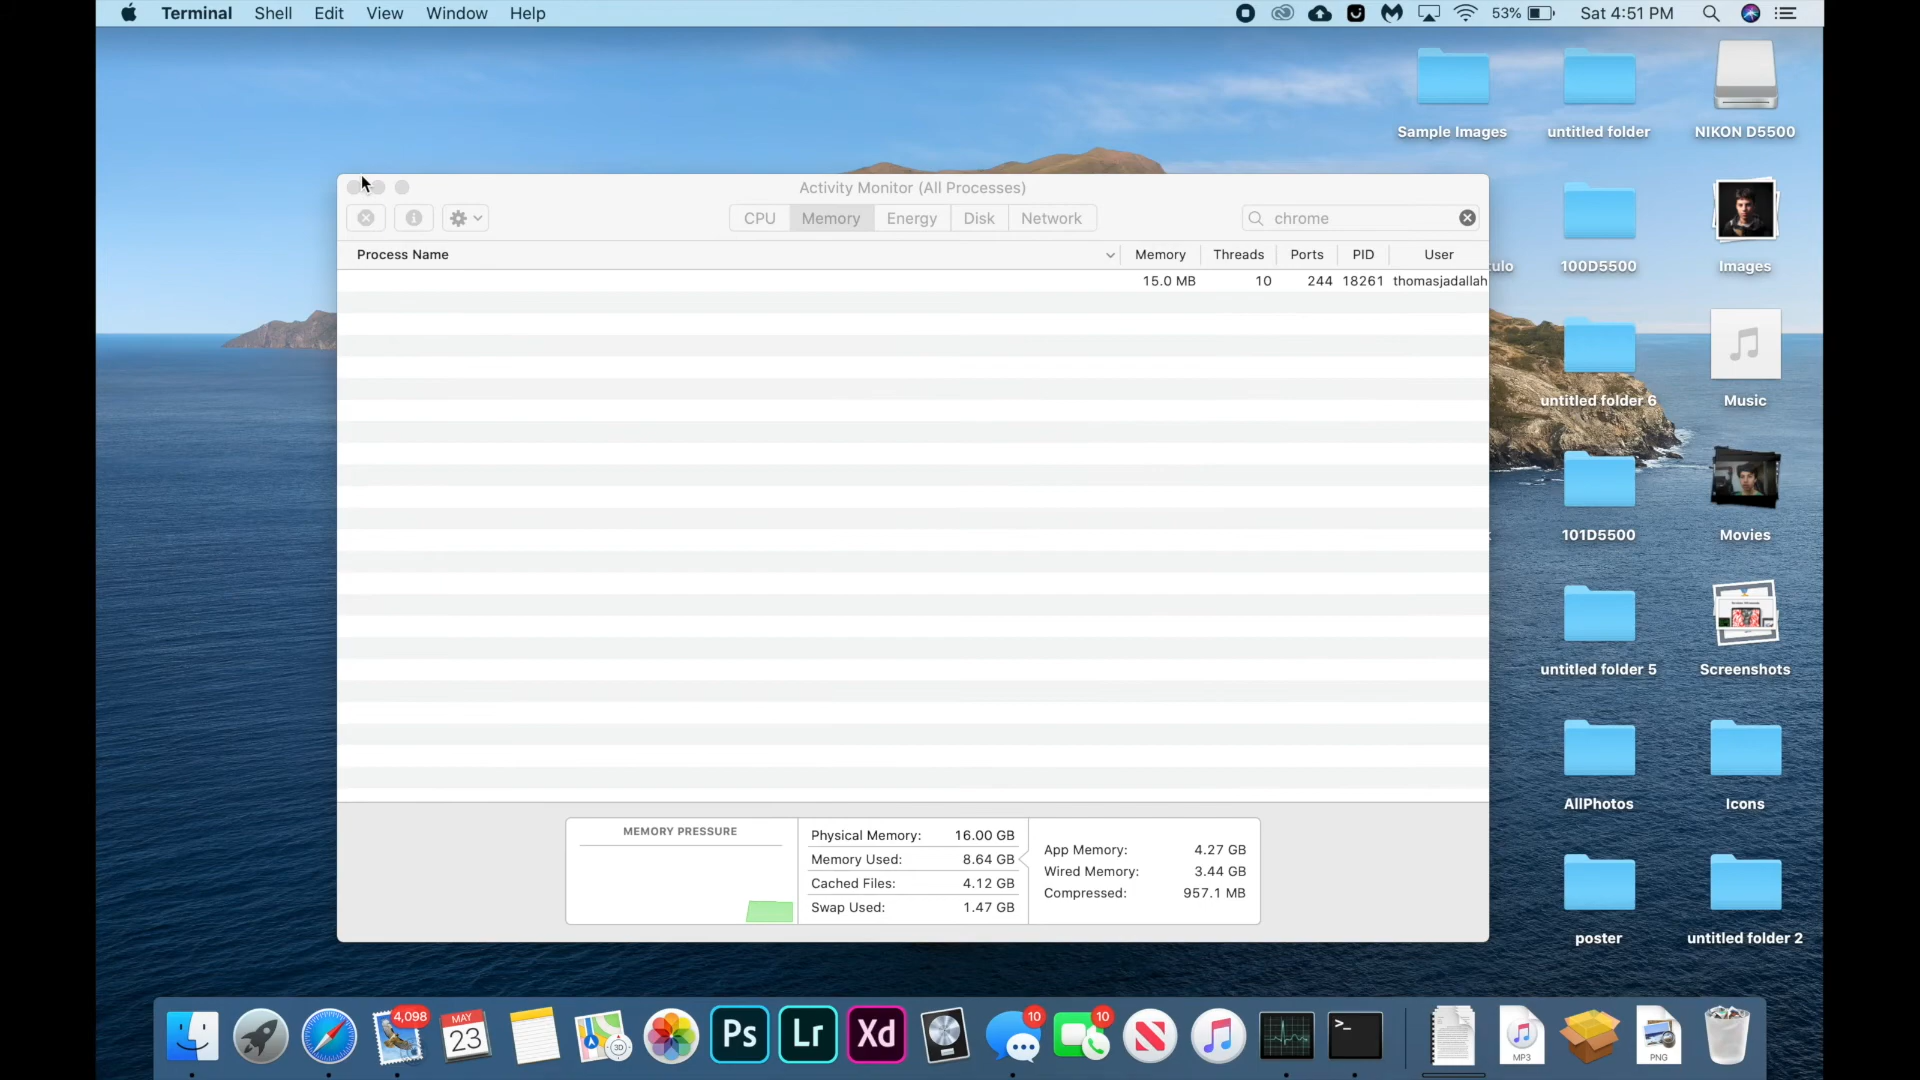 Terminal Shell Edit View Window Help 53% Sat 4:51 PM
Sample Images untitled folder NIKON D5500
Activity Monitor (All Processes)
CPU Memory Energy Disk Network chrome
Process Name Memory Threads Ports PID User
15.0 MB 10 244 18261 thomasjadallah
ulo 100D5500 Images
untitled folder 6 Music
101D5500 Movies
untitled folder 5 Screenshots
AllPhotos Icons
poster untitled folder 2
MEMORY PRESSURE
Physical Memory: 16.00 GB
Memory Used: 8.64 GB
Cached Files: 4.12 GB
Swap Used: 1.47 GB
App Memory: 4.27 GB
Wired Memory: 3.44 GB
Compressed: 957.1 MB
4,098 MAY 23 3D Ps Lr Xd 10 10 >_ MP3 PNG